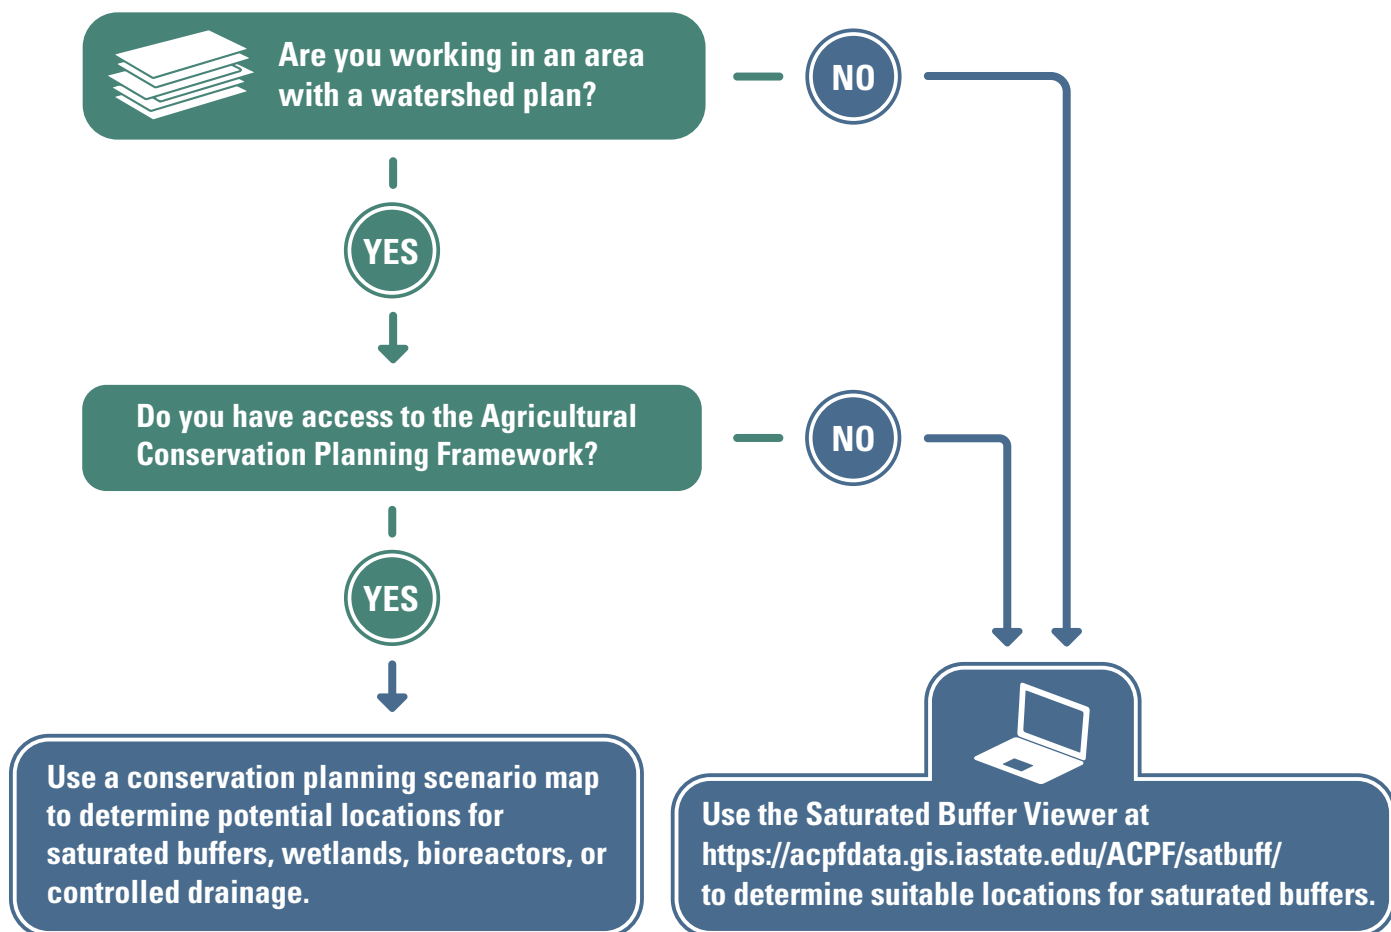 Are you working in an area
with a watershed plan?
NO
YES
Do you have access to the Agricultural
Conservation Planning Framework?
NO
YES
Use a conservation planning scenario map
to determine potential locations for
saturated buffers, wetlands, bioreactors, or
controlled drainage.
Use the Saturated Buffer Viewer at
https://acpfdata.gis.iastate.edu/ACPF/satbuff/
to determine suitable locations for saturated buffers.